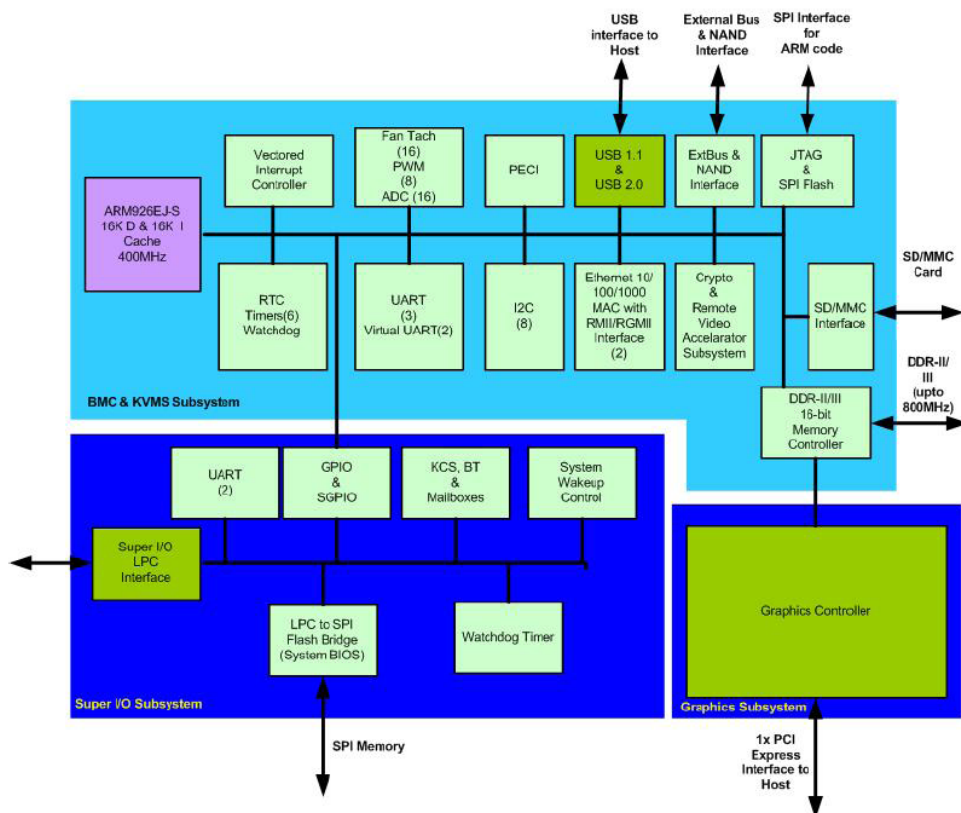 USB
interface to
Host
External Bus
& NAND
Interface
SPI Interface
for
ARM code
Vectored
Interrupt
Controller
Fan Tach
(16)
PWM
(8)
ADC (16)
PECI
USB 1.1
&
USB 2.0
ExtBus &
NAND
Interface
JTAG
&
SPI Flash
ARM926EJ-S
16K D & 16K I
Cache
400MHz
RTC
Timers(6)
Watchdog
UART
(3)
Virtual UART(2)
I2C
(8)
Ethernet 10/
100/1000
MAC with
RMII/RGMII
Interface
(2)
Crypto
&
Remote
Video
Accelarator
Subsystem
SD/MMC
Interface
SD/MMC
Card
DDR-II/III
16-bit
Memory
Controller
DDR-II/
III
(upto
800MHz)
BMC & KVMS Subsystem
UART
(2)
GPIO
&
SGPIO
KCS, BT
&
Mailboxes
System
Wakeup
Control
Super I/O
LPC
Interface
LPC to SPI
Flash Bridge
(System BIOS)
Watchdog Timer
Super I/O Subsystem
SPI Memory
Graphics Controller
Graphics Subsystem
1x PCI
Express
Interface to
Host